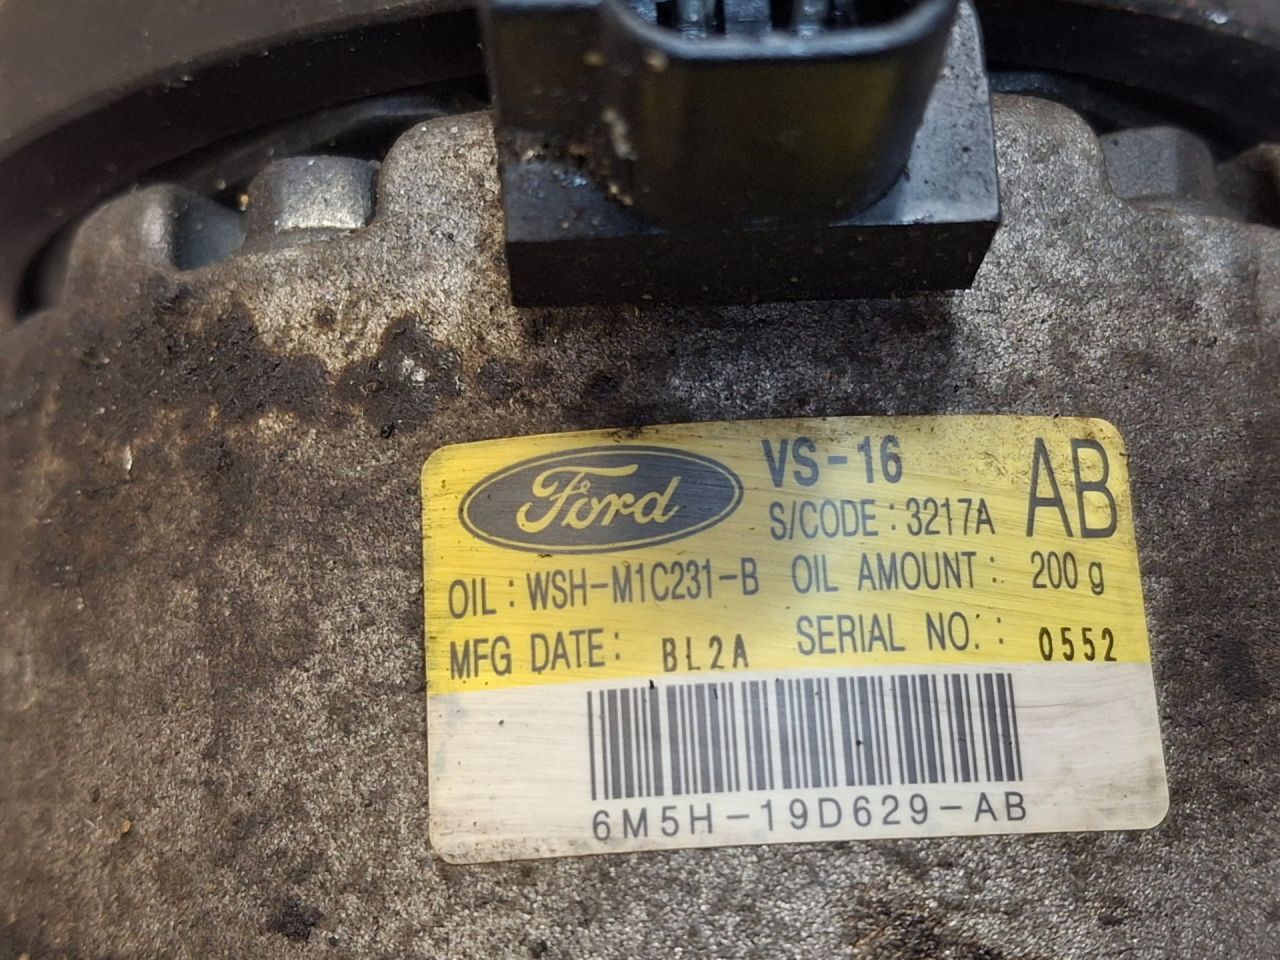 Ford VS-16 AB
S/CODE : 3217A
OIL : WSH-M1C231-B OIL AMOUNT : 200 g
MFG DATE : BL2A SERIAL NO. : 0552
6M5H-19D629-AB